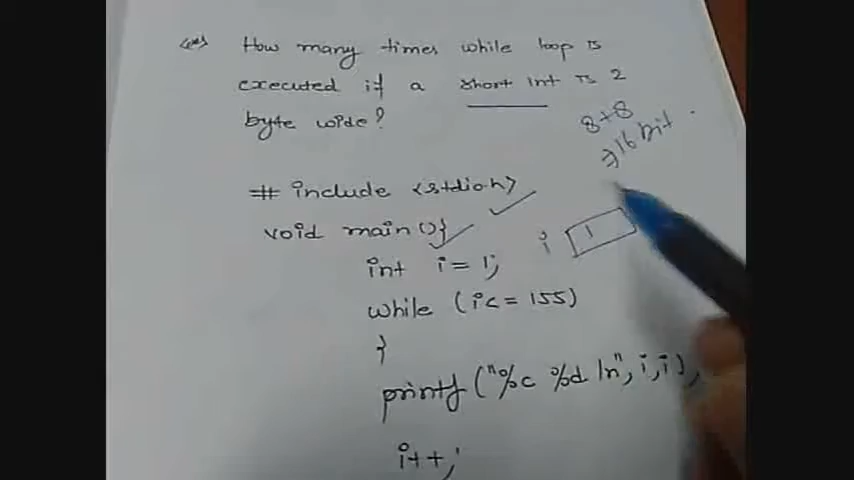 How many times while loop is
executed if a short int is 2
byte wide?
8+8
16 bit
# include <stdio.h>
void main(){
i 1
int i = 1;
while (i <= 155)
}
printf ("%c %d \n", i, i),
i++;